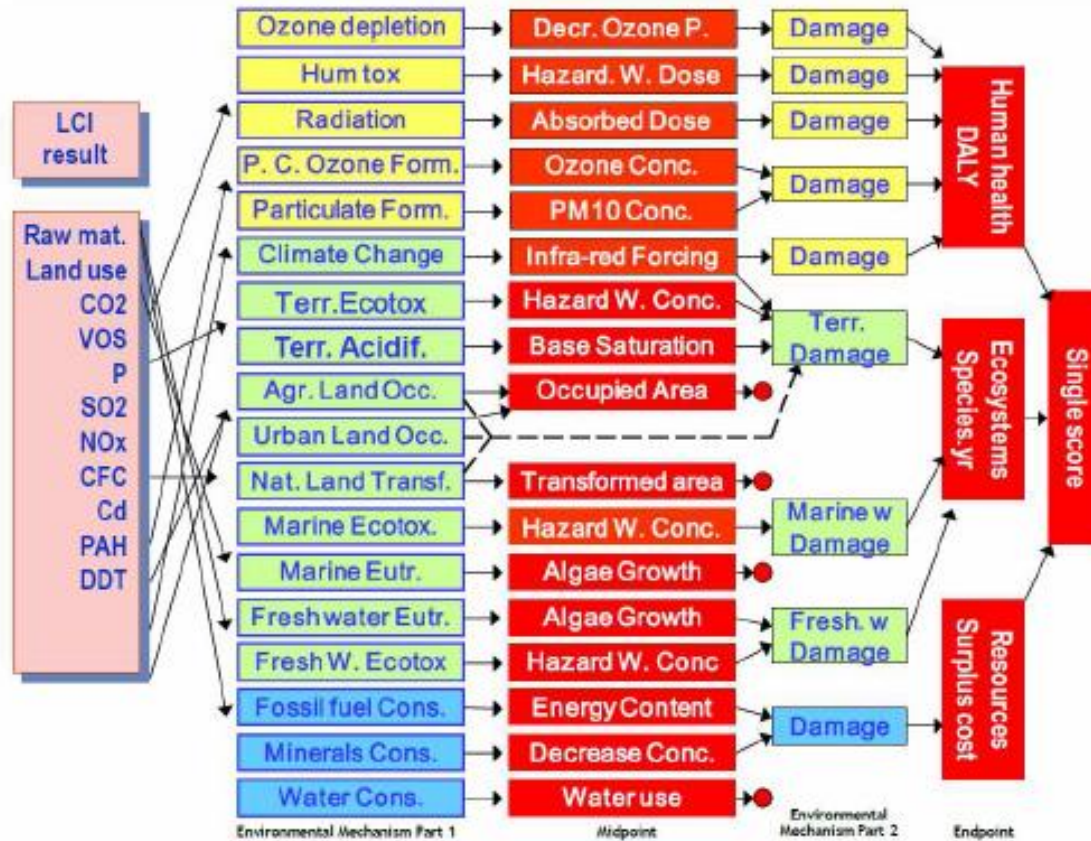 LCI
result
Raw mat.
Land use
CO2
VOS
P
SO2
NOx
CFC
Cd
PAH
DDT
Ozone depletion
Hum tox
Radiation
P. C. Ozone Form.
Particulate Form.
Climate Change
Terr.Ecotox
Terr. Acidif.
Agr. Land Occ.
Urban Land Occ.
Nat. Land Transf.
Marine Ecotox.
Marine Eutr.
Freshwater Eutr.
Fresh W. Ecotox
Fossil fuel Cons.
Minerals Cons.
Water Cons.
Environmental Mechanism Part 1
Decr. Ozone P.
Hazard. W. Dose
Absorbed Dose
Ozone Conc.
PM10 Conc.
Infra-red Forcing
Hazard W. Conc.
Base Saturation
Occupied Area
Transformed area
Hazard W. Conc.
Algae Growth
Algae Growth
Hazard W. Conc
Energy Content
Decrease Conc.
Water use
Midpoint
Damage
Damage
Damage
Damage
Damage
Terr.
Damage
Marine w
Damage
Fresh. w
Damage
Damage
Environmental
Mechanism Part 2
Human health
DALY
Ecosystems
Species.yr
Resources
Surplus cost
Endpoint
Single score